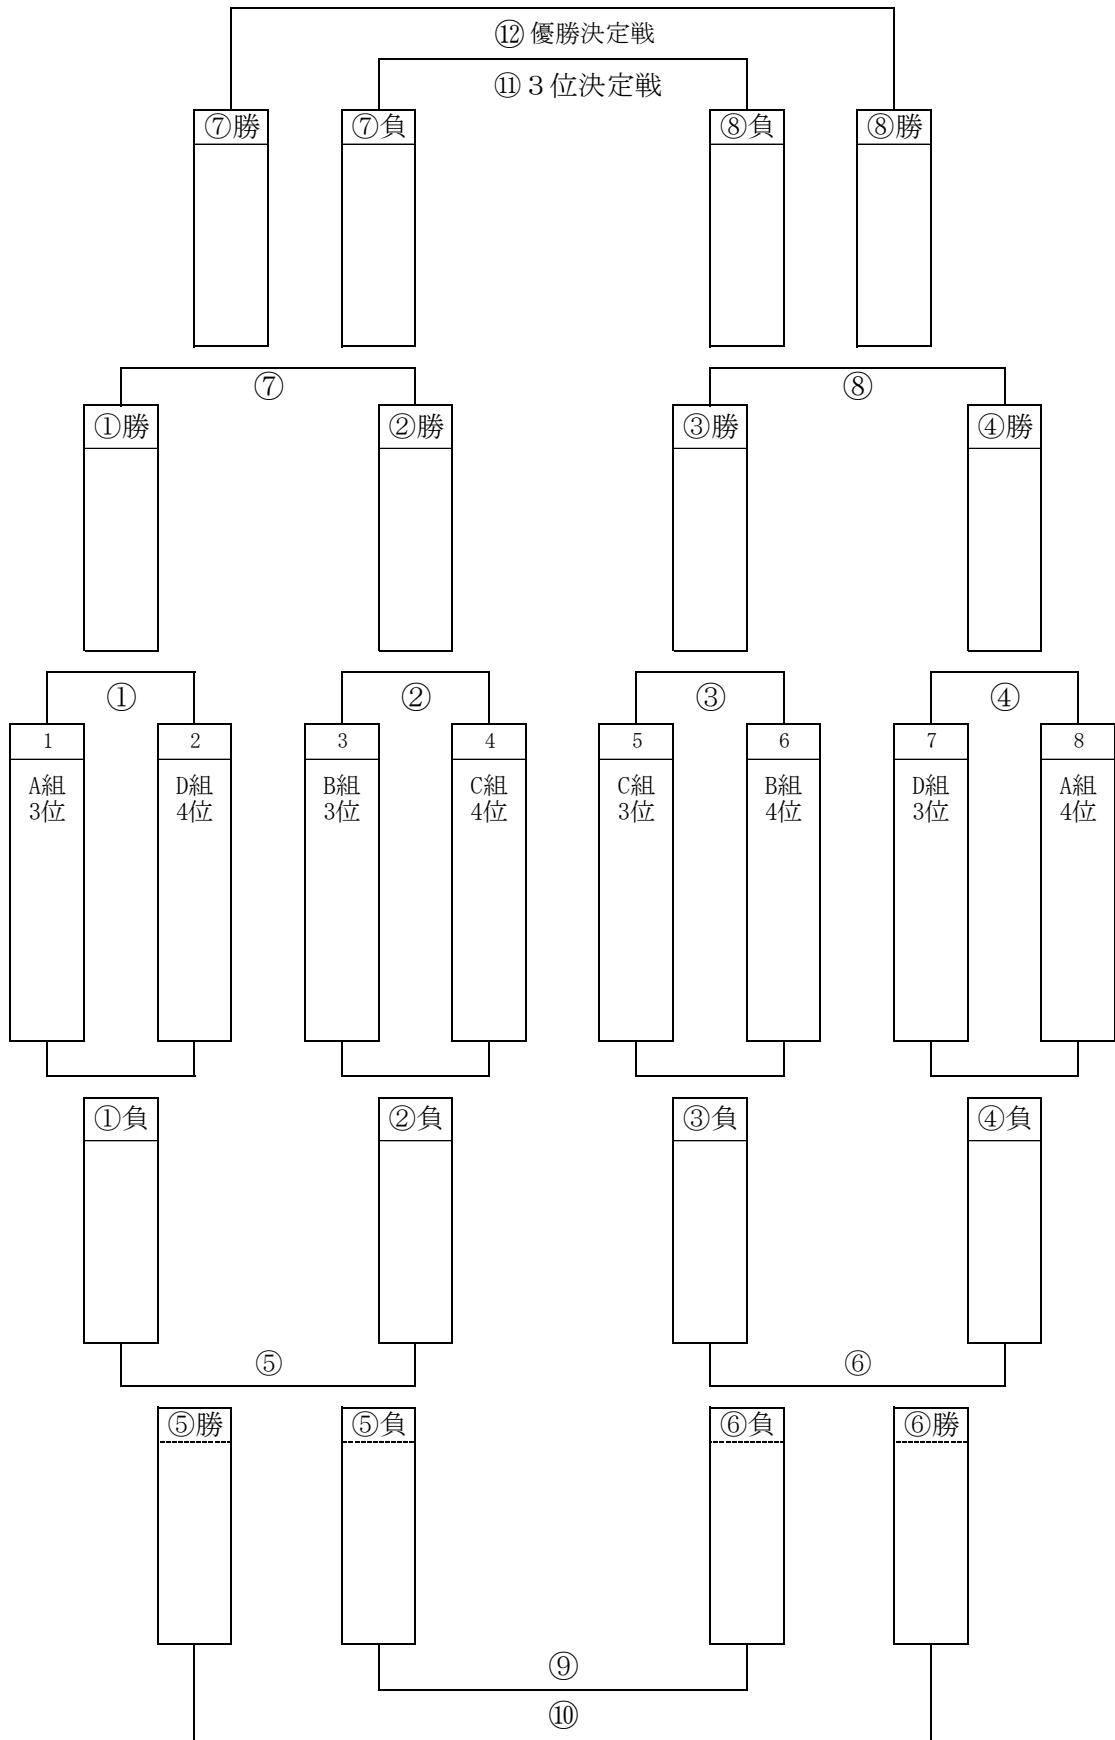 ⑫優勝決定戦
⑪３位決定戦
⑦勝
⑦負
⑧負
⑧勝
⑦
⑧
①勝
②勝
③勝
④勝
①
②
③
④
1
2
3
4
5
6
7
8
A組
3位
D組
4位
B組
3位
C組
4位
C組
3位
B組
4位
D組
3位
A組
4位
①負
②負
③負
④負
⑤
⑥
⑤勝
⑤負
⑥負
⑥勝
⑨
⑩